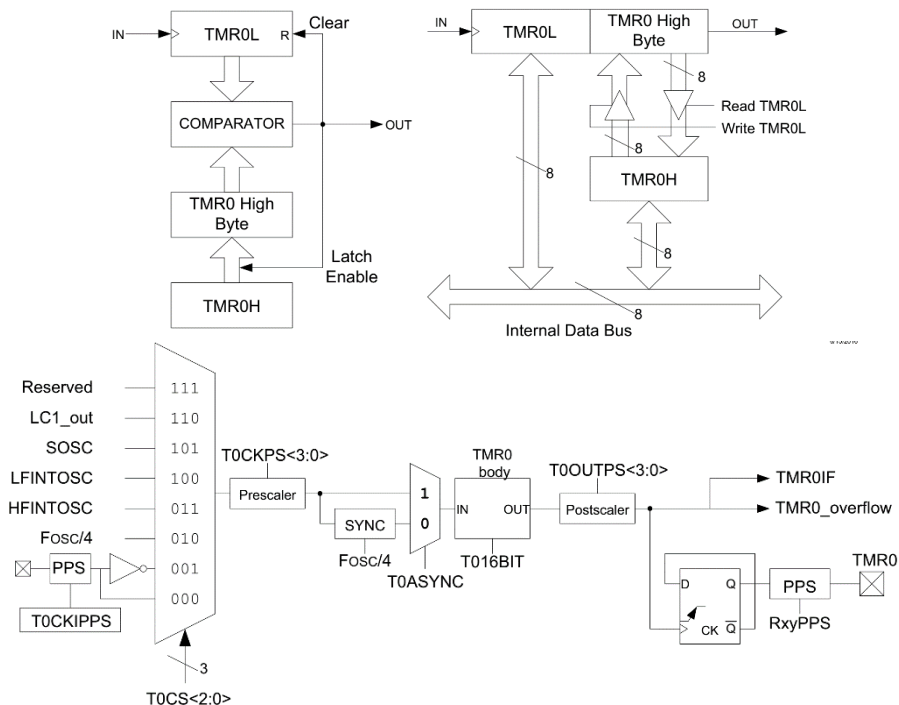 IN
TMR0L
R
Clear
COMPARATOR
OUT
TMR0 High
Byte
Latch
Enable
TMR0H
IN
TMR0L
TMR0 High
Byte
OUT
8
Read TMR0L
Write TMR0L
8
8
TMR0H
8
8
Internal Data Bus
Reserved
111
LC1_out
110
SOSC
101
LFINTOSC
100
HFINTOSC
011
FOSC/4
010
PPS
001
000
T0CKIPPS
3
T0CS<2:0>
T0CKPS<3:0>
Prescaler
SYNC
FOSC/4
1
0
T0ASYNC
TMR0
body
IN
OUT
T016BIT
T0OUTPS<3:0>
Postscaler
TMR0IF
TMR0_overflow
D
Q
CK
Q
PPS
RxyPPS
TMR0